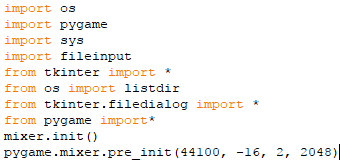 import os
import pygame
import sys
import fileinput
from tkinter import *
from os import listdir
from tkinter.filedialog import *
from pygame import*
mixer.init()
pygame.mixer.pre_init(44100, -16, 2, 2048)